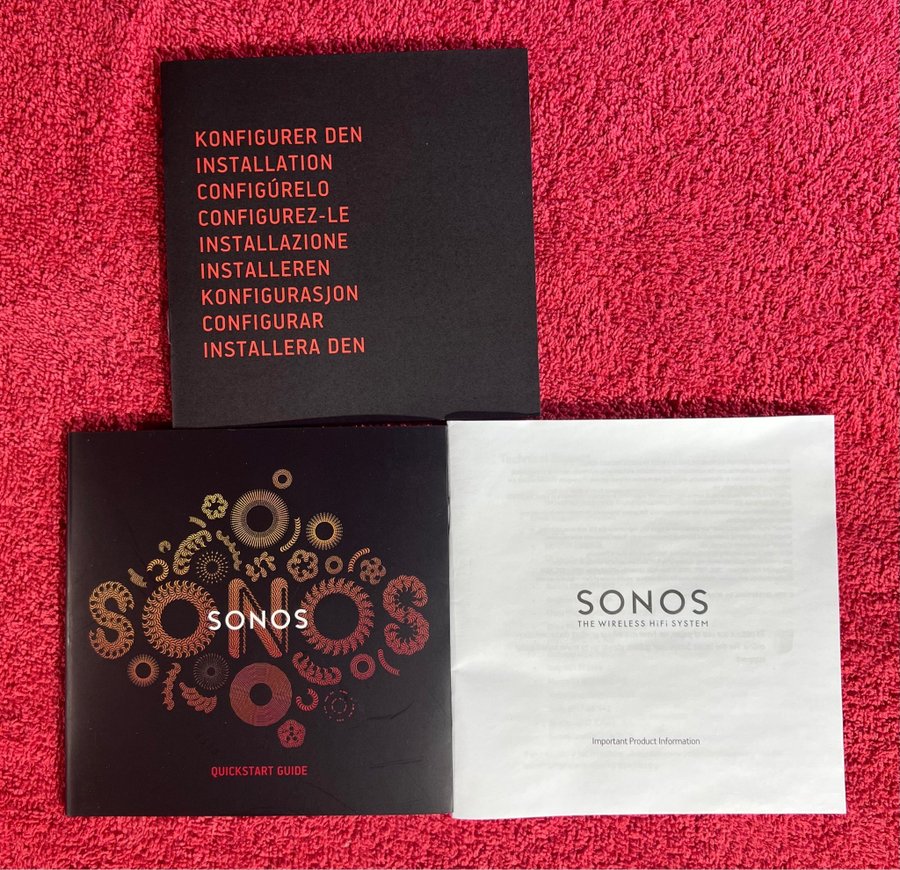 KONFIGURER DEN
INSTALLATION
CONFIGÚRELO
CONFIGUREZ-LE
INSTALLAZIONE
INSTALLEREN
KONFIGURASJON
CONFIGURAR
INSTALLERA DEN
SONOS
SONOS
QUICKSTART GUIDE
SONOS
THE WIRELESS HiFi SYSTEM
Important Product Information